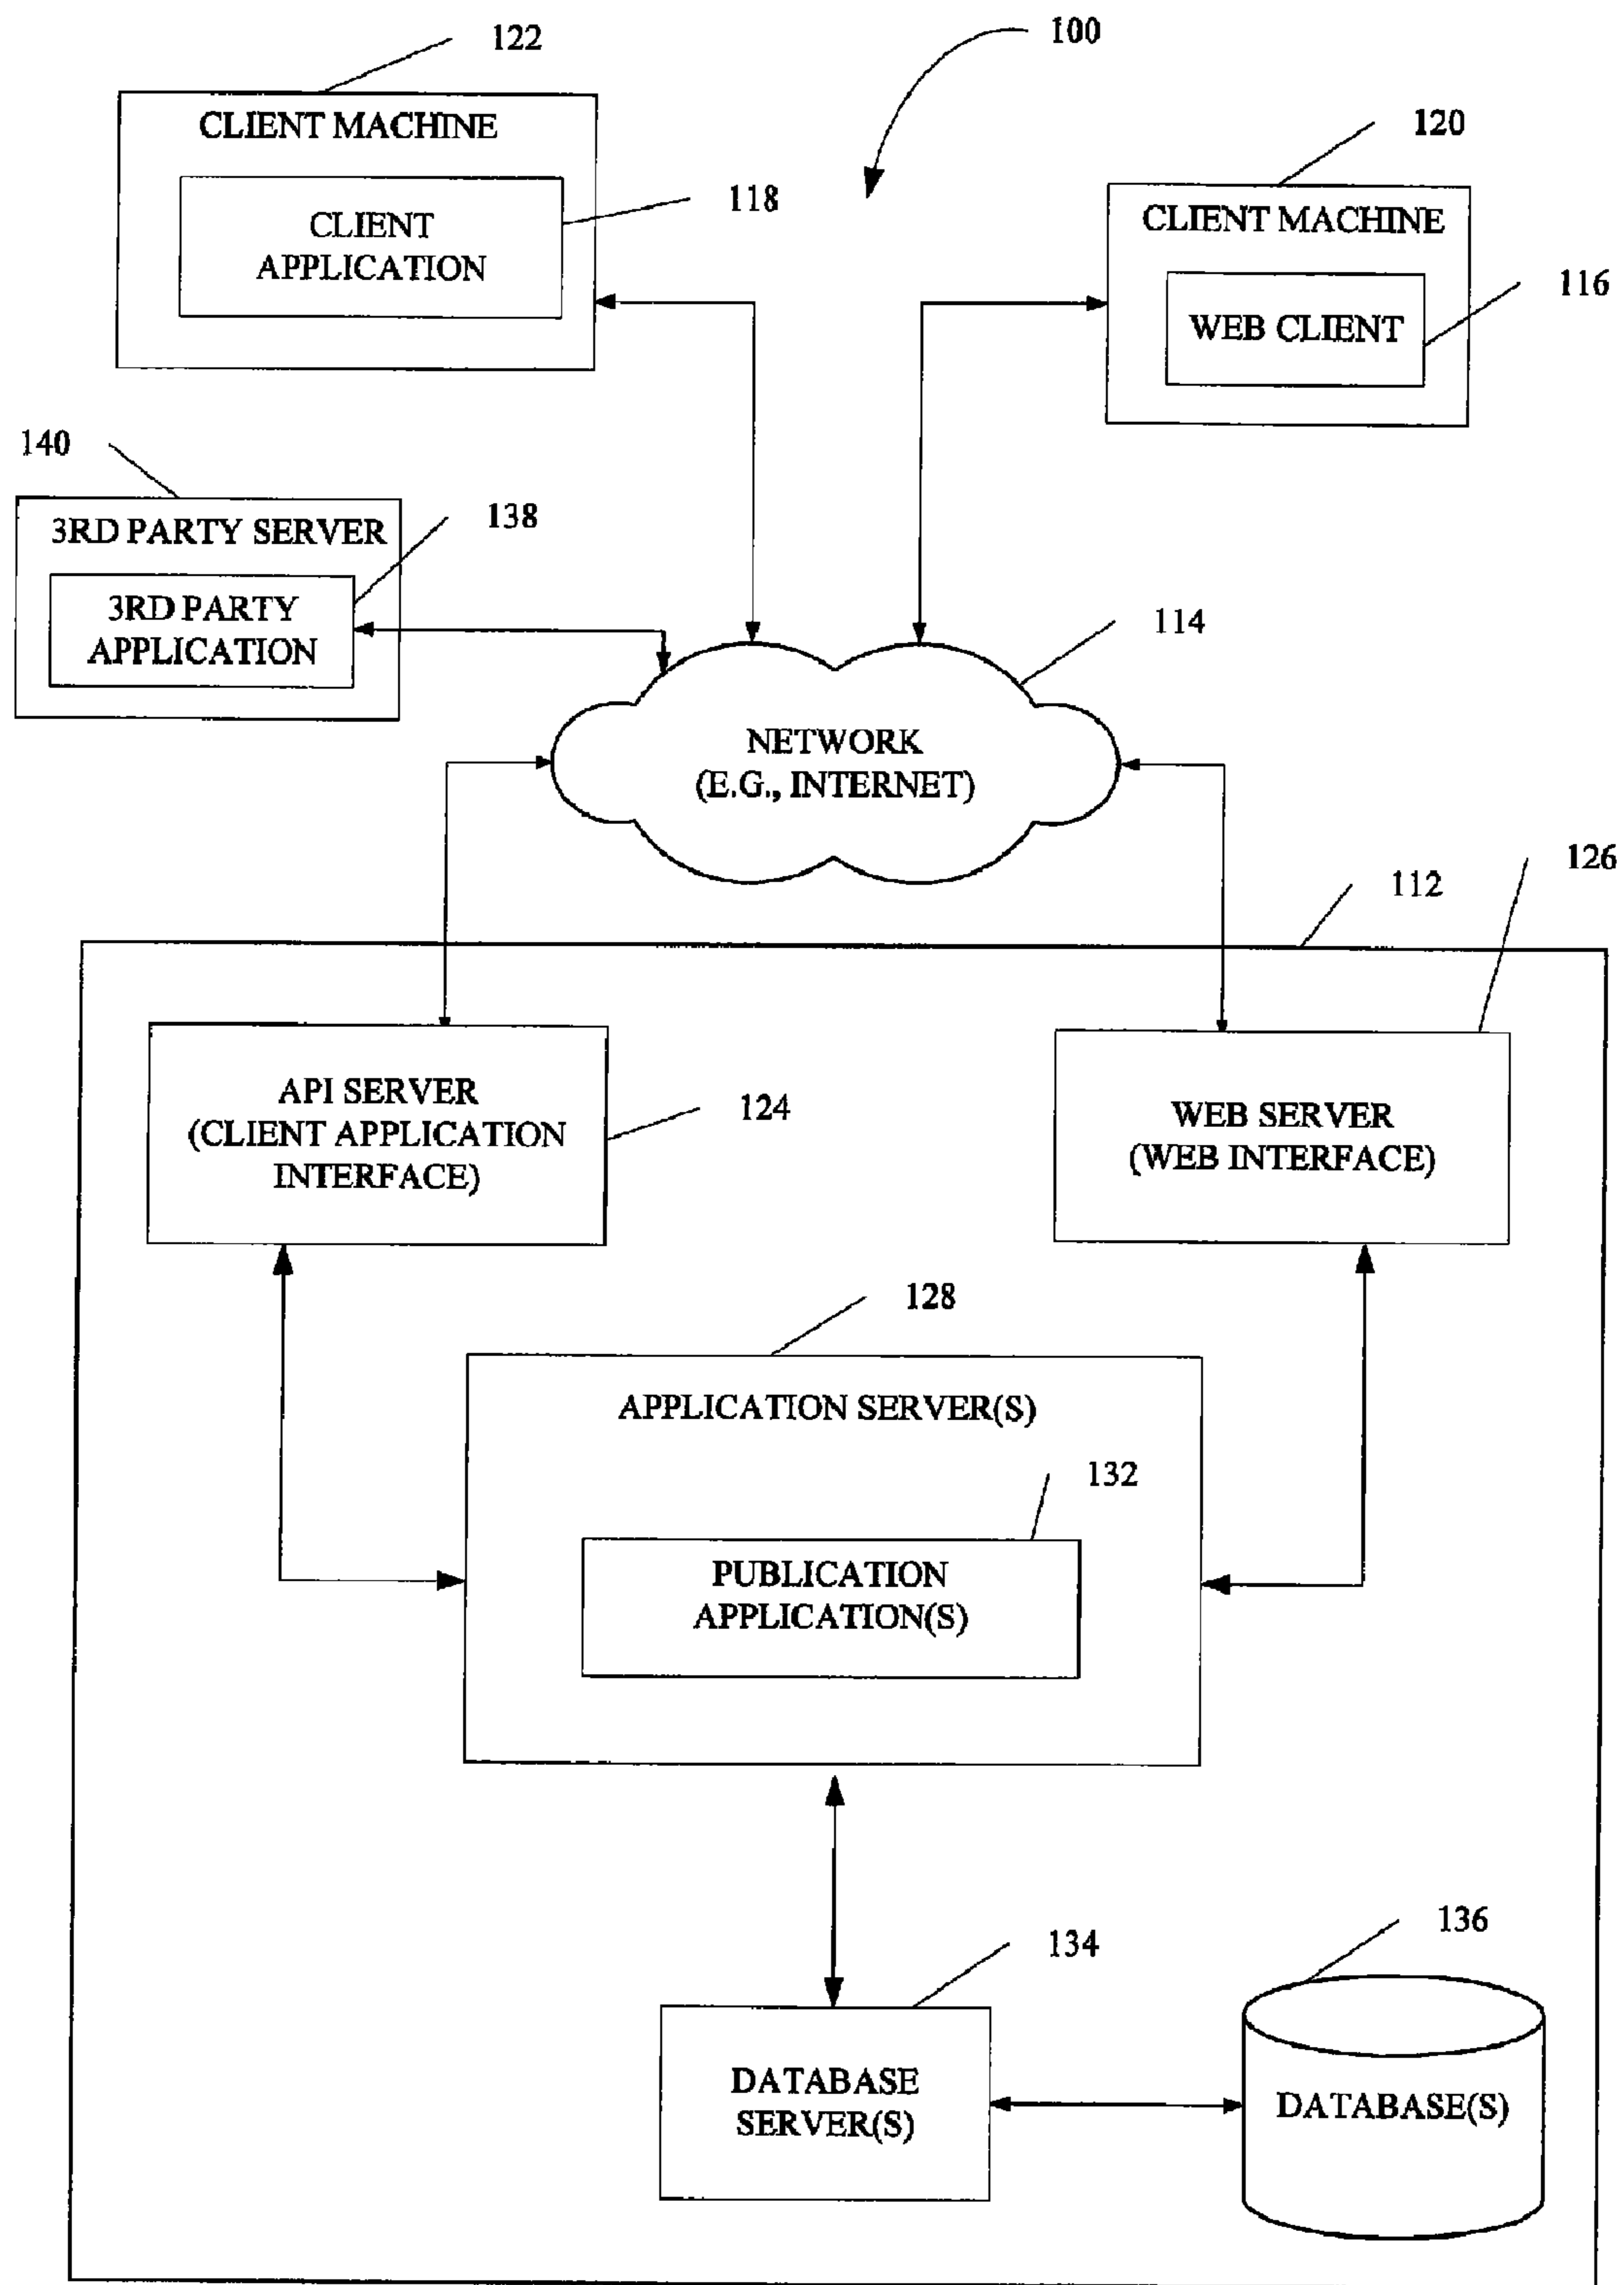 122
100
CLIENT MACHINE
120
118
CLIENT
APPLICATION
CLIENT MACHINE
116
WEB CLIENT
140
3RD PARTY SERVER
138
3RD PARTY
APPLICATION
114
NETWORK
(E.G., INTERNET)
126
112
API SERVER
(CLIENT APPLICATION
INTERFACE)
124
WEB SERVER
(WEB INTERFACE)
128
APPLICATION SERVER(S)
132
PUBLICATION
APPLICATION(S)
134
136
DATABASE
SERVER(S)
DATABASE(S)